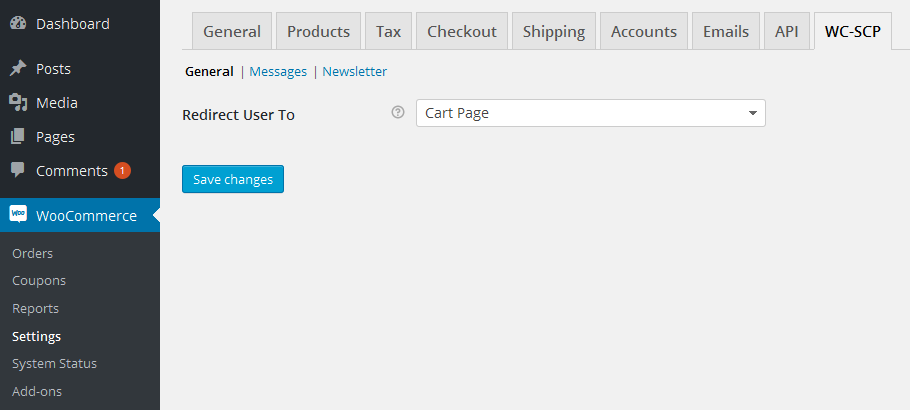 Dashboard
Posts
Media
Pages
Comments 1
Woo WooCommerce
Orders
Coupons
Reports
Settings
System Status
Add-ons
General Products Tax Checkout Shipping Accounts Emails API WC-SCP
General | Messages | Newsletter
Redirect User To ? Cart Page
Save changes